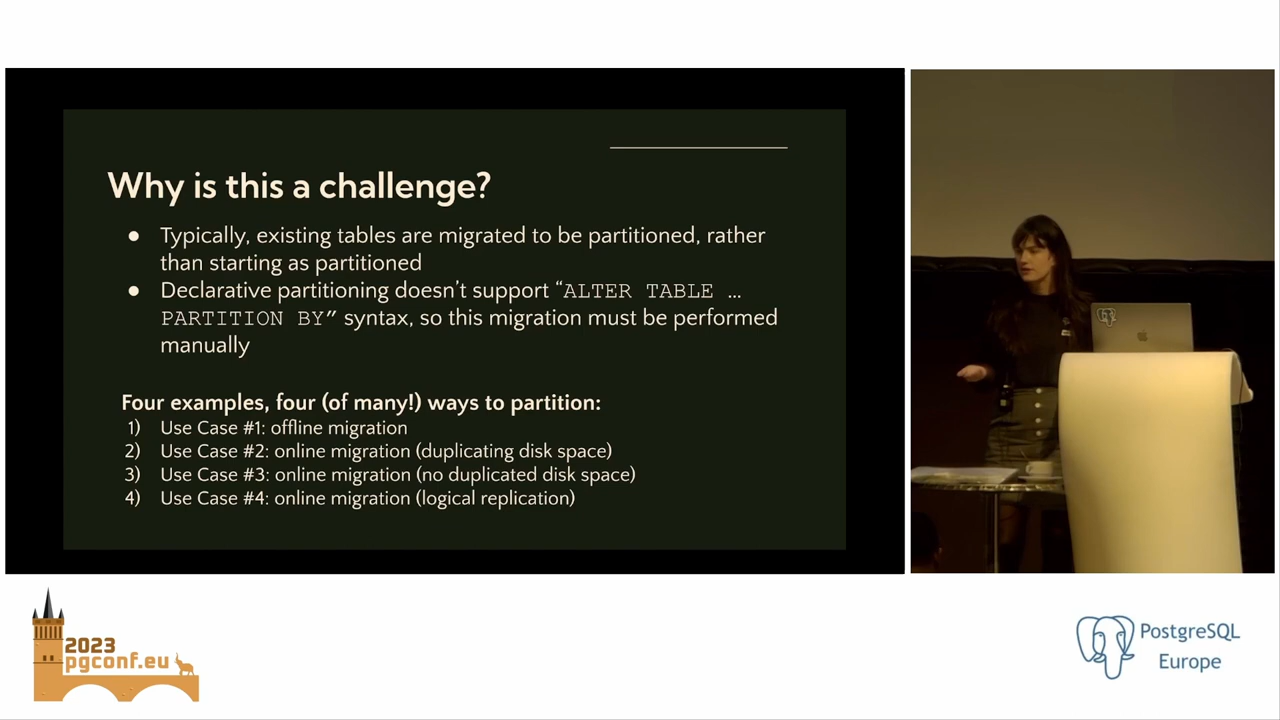 Why is this a challenge?
● Typically, existing tables are migrated to be partitioned, rather
than starting as partitioned
● Declarative partitioning doesn't support “ALTER TABLE …
PARTITION BY” syntax, so this migration must be performed
manually
Four examples, four (of many!) ways to partition:
1) Use Case #1: offline migration
2) Use Case #2: online migration (duplicating disk space)
3) Use Case #3: online migration (no duplicated disk space)
4) Use Case #4: online migration (logical replication)
2023
pgconf.eu
PostgreSQL
Europe